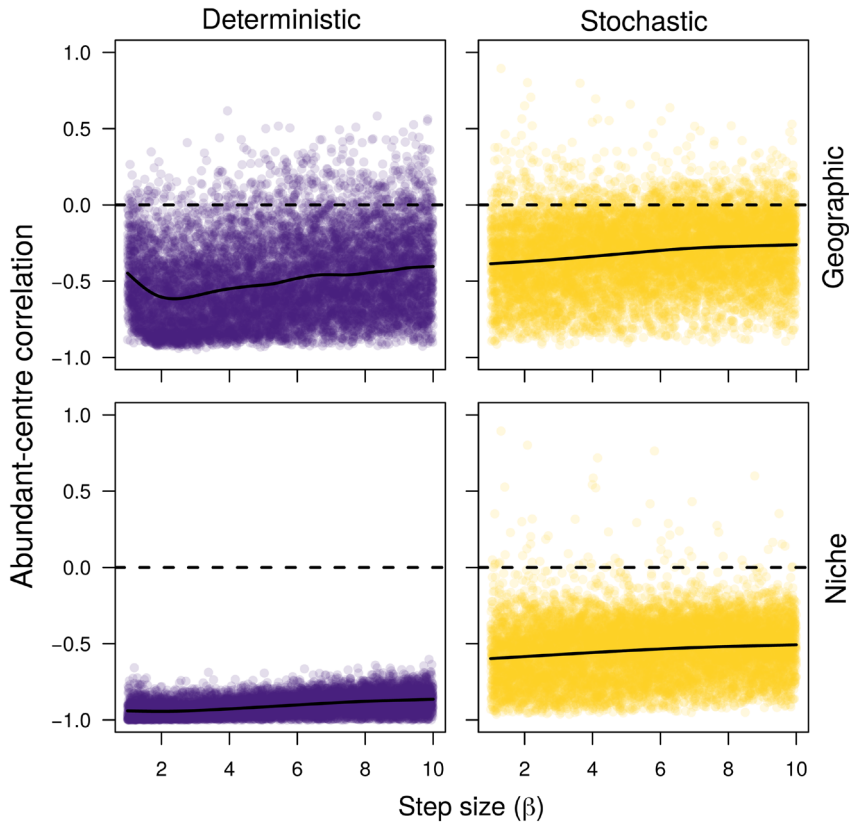 Deterministic
Stochastic
Abundant−centre correlation
1.0
0.5
0.0
−0.5
−1.0
Geographic
1.0
0.5
0.0
−0.5
−1.0
Niche
2 4 6 8 10
2 4 6 8 10
Step size (β)